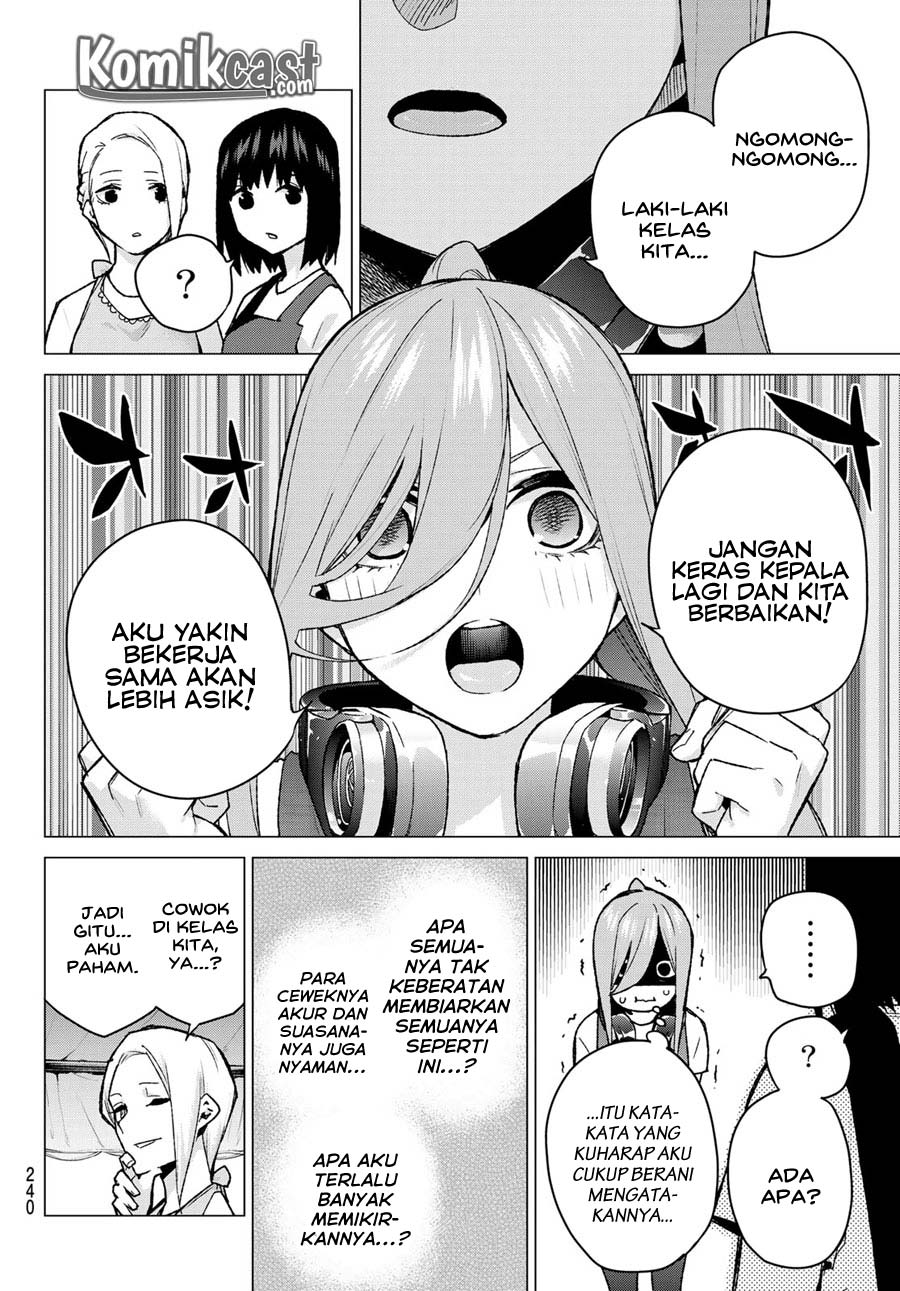 Komikcast
.com
NGOMONG-
NGOMONG...
LAKI-LAKI
KELAS
KITA...
?
JANGAN
KERAS KEPALA
LAGI DAN KITA
BERBAIKAN!
AKU YAKIN
BEKERJA
SAMA AKAN
LEBIH ASIK!
......
?
ADA
APA?
...ITU KATA-
KATA YANG
KUHARAP AKU
CUKUP BERANI
MENGATA-
KANNYA...
APA
SEMUA-
NYA TAK
KEBERATAN
MEMBIARKAN
SEMUANYA
SEPERTI
INI...?
PARA
CEWEKNYA
AKUR DAN
SUASANA-
NYA JUGA
NYAMAN...
APA AKU
TERLALU
BANYAK
MEMIKIR-
KANNYA...?
COWOK
DI KELAS
KITA,
YA...?
JADI
GITU...
AKU
PAHAM.
240